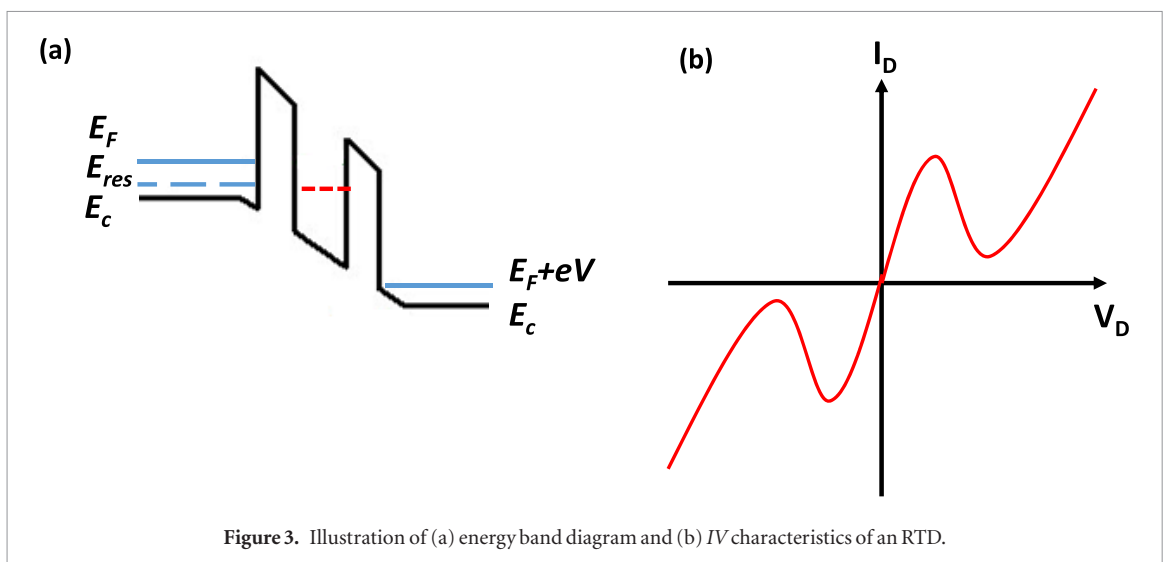 (a)
E_F
E_res
E_c
E_F+eV
E_c
(b)
I_D
V_D
Figure 3. Illustration of (a) energy band diagram and (b) IV characteristics of an RTD.